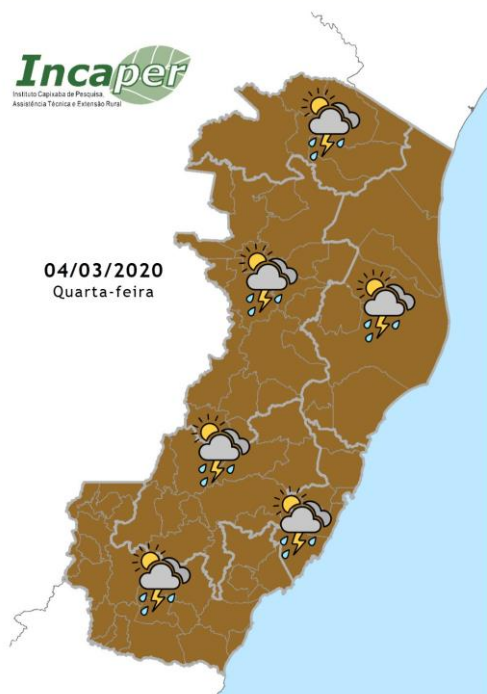 Incaper
Instituto Capixaba de Pesquisa,
Assistência Técnica e Extensão Rural
04/03/2020
Quarta-feira